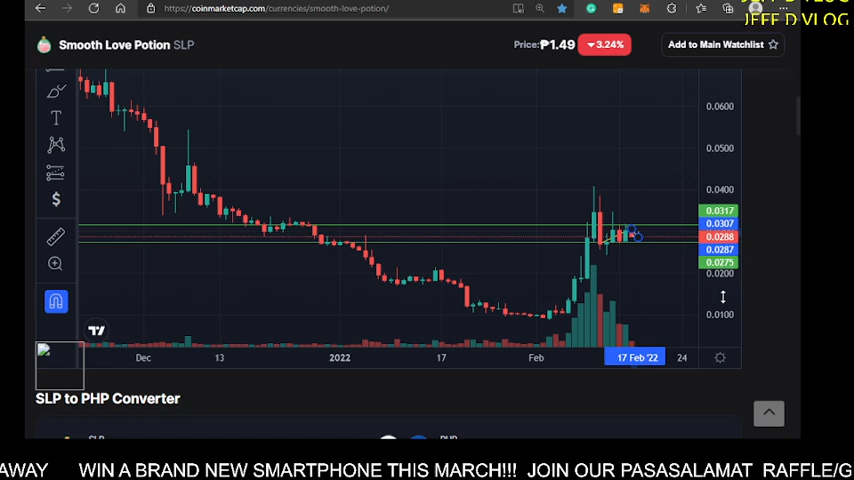 JEFF D VLOG
https://coinmarketcap.com/currencies/smooth-love-potion/
JEFF D VLOG
Smooth Love Potion SLP
Price: ₱1.49
3.24%
Add to Main Watchlist
0.0600
0.0500
0.0400
0.0317
0.0307
0.0288
0.0287
0.0275
0.0200
0.0100
Dec
13
2022
17
Feb
17 Feb '22
24
SLP to PHP Converter
AWAY WIN A BRAND NEW SMARTPHONE THIS MARCH!!! JOIN OUR PASASALAMAT RAFFLE/G